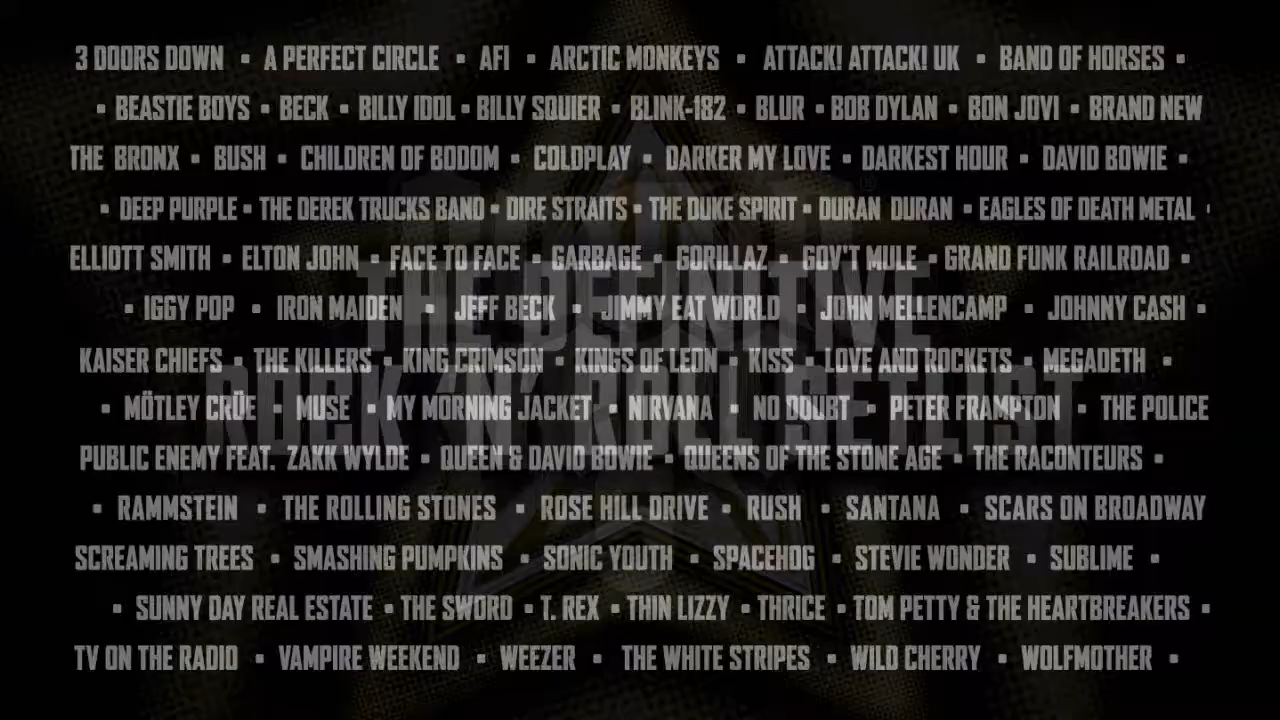 3 DOORS DOWN ▪ A PERFECT CIRCLE ▪ AFI ▪ ARCTIC MONKEYS ▪ ATTACK! ATTACK! UK ▪ BAND OF HORSES ▪
▪ BEASTIE BOYS ▪ BECK ▪ BILLY IDOL ▪ BILLY SQUIER ▪ BLINK-182 ▪ BLUR ▪ BOB DYLAN ▪ BON JOVI ▪ BRAND NEW
THE BRONX ▪ BUSH ▪ CHILDREN OF BODOM ▪ COLDPLAY ▪ DARKER MY LOVE ▪ DARKEST HOUR ▪ DAVID BOWIE ▪
▪ DEEP PURPLE ▪ THE DEREK TRUCKS BAND ▪ DIRE STRAITS ▪ THE DUKE SPIRIT ▪ DURAN DURAN ▪ EAGLES OF DEATH METAL ▪
ELLIOTT SMITH ▪ ELTON JOHN ▪ FACE TO FACE ▪ GARBAGE ▪ GORILLAZ ▪ GOV'T MULE ▪ GRAND FUNK RAILROAD ▪
▪ IGGY POP ▪ IRON MAIDEN ▪ JEFF BECK ▪ JIMMY EAT WORLD ▪ JOHN MELLENCAMP ▪ JOHNNY CASH ▪
THE DEFINITIVE
KAISER CHIEFS ▪ THE KILLERS ▪ KING CRIMSON ▪ KINGS OF LEON ▪ KISS ▪ LOVE AND ROCKETS ▪ MEGADETH ▪
▪ MÖTLEY CRÜE ▪ MUSE ▪ MY MORNING JACKET ▪ NIRVANA ▪ NO DOUBT ▪ PETER FRAMPTON ▪ THE POLICE
ROCK 'N' ROLL SETLIST
PUBLIC ENEMY FEAT. ZAKK WYLDE ▪ QUEEN & DAVID BOWIE ▪ QUEENS OF THE STONE AGE ▪ THE RACONTEURS ▪
▪ RAMMSTEIN ▪ THE ROLLING STONES ▪ ROSE HILL DRIVE ▪ RUSH ▪ SANTANA ▪ SCARS ON BROADWAY
SCREAMING TREES ▪ SMASHING PUMPKINS ▪ SONIC YOUTH ▪ SPACEHOG ▪ STEVIE WONDER ▪ SUBLIME ▪
▪ SUNNY DAY REAL ESTATE ▪ THE SWORD ▪ T. REX ▪ THIN LIZZY ▪ THRICE ▪ TOM PETTY & THE HEARTBREAKERS ▪
TV ON THE RADIO ▪ VAMPIRE WEEKEND ▪ WEEZER ▪ THE WHITE STRIPES ▪ WILD CHERRY ▪ WOLFMOTHER ▪